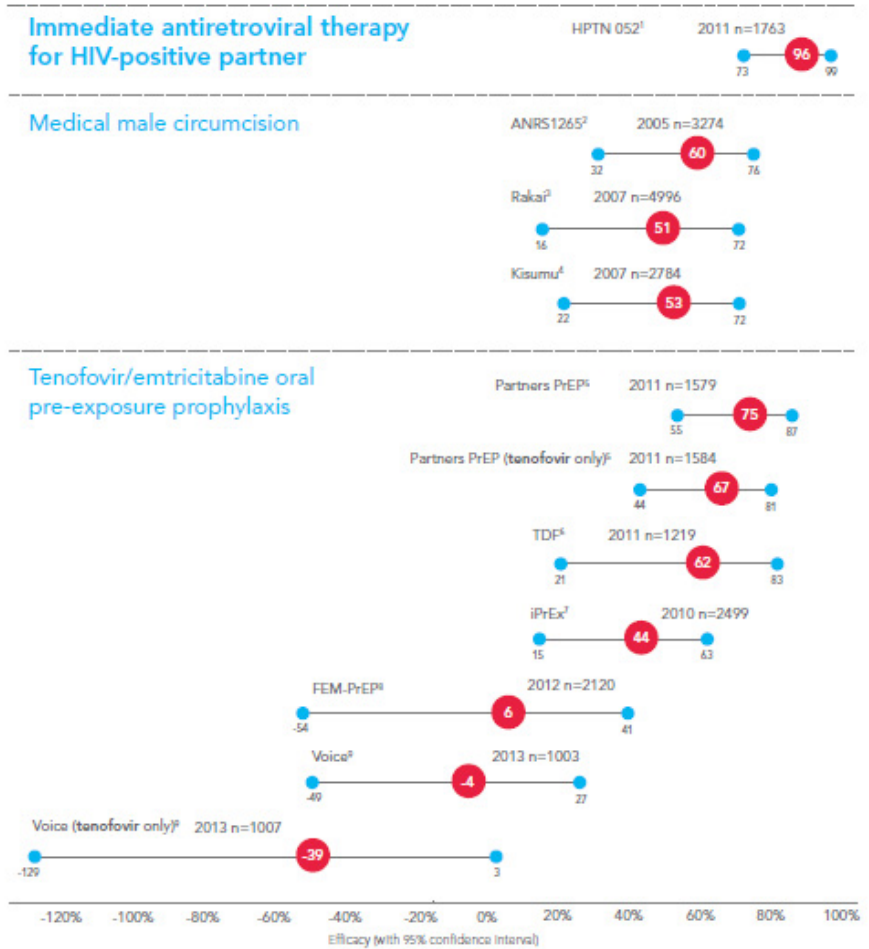 Immediate antiretroviral therapy
for HIV-positive partner
HPTN 052¹ 2011 n=1763
96
73 99
Medical male circumcision
ANRS1265² 2005 n=3274
60
32 76
Rakai³ 2007 n=4996
51
16 72
Kisumu⁴ 2007 n=2784
53
22 72
Tenofovir/emtricitabine oral
pre-exposure prophylaxis
Partners PrEP⁵ 2011 n=1579
75
55 87
Partners PrEP (tenofovir only)⁵ 2011 n=1584
67
44 81
TDF⁶ 2011 n=1219
62
21 83
iPrEx⁷ 2010 n=2499
44
15 63
FEM-PrEP⁸ 2012 n=2120
6
-54 41
Voice⁹ 2013 n=1003
-4
-49 27
Voice (tenofovir only)⁹ 2013 n=1007
-39
-129 3
-120% -100% -80% -60% -40% -20% 0% 20% 40% 60% 80% 100%
Efficacy (with 95% confidence interval)